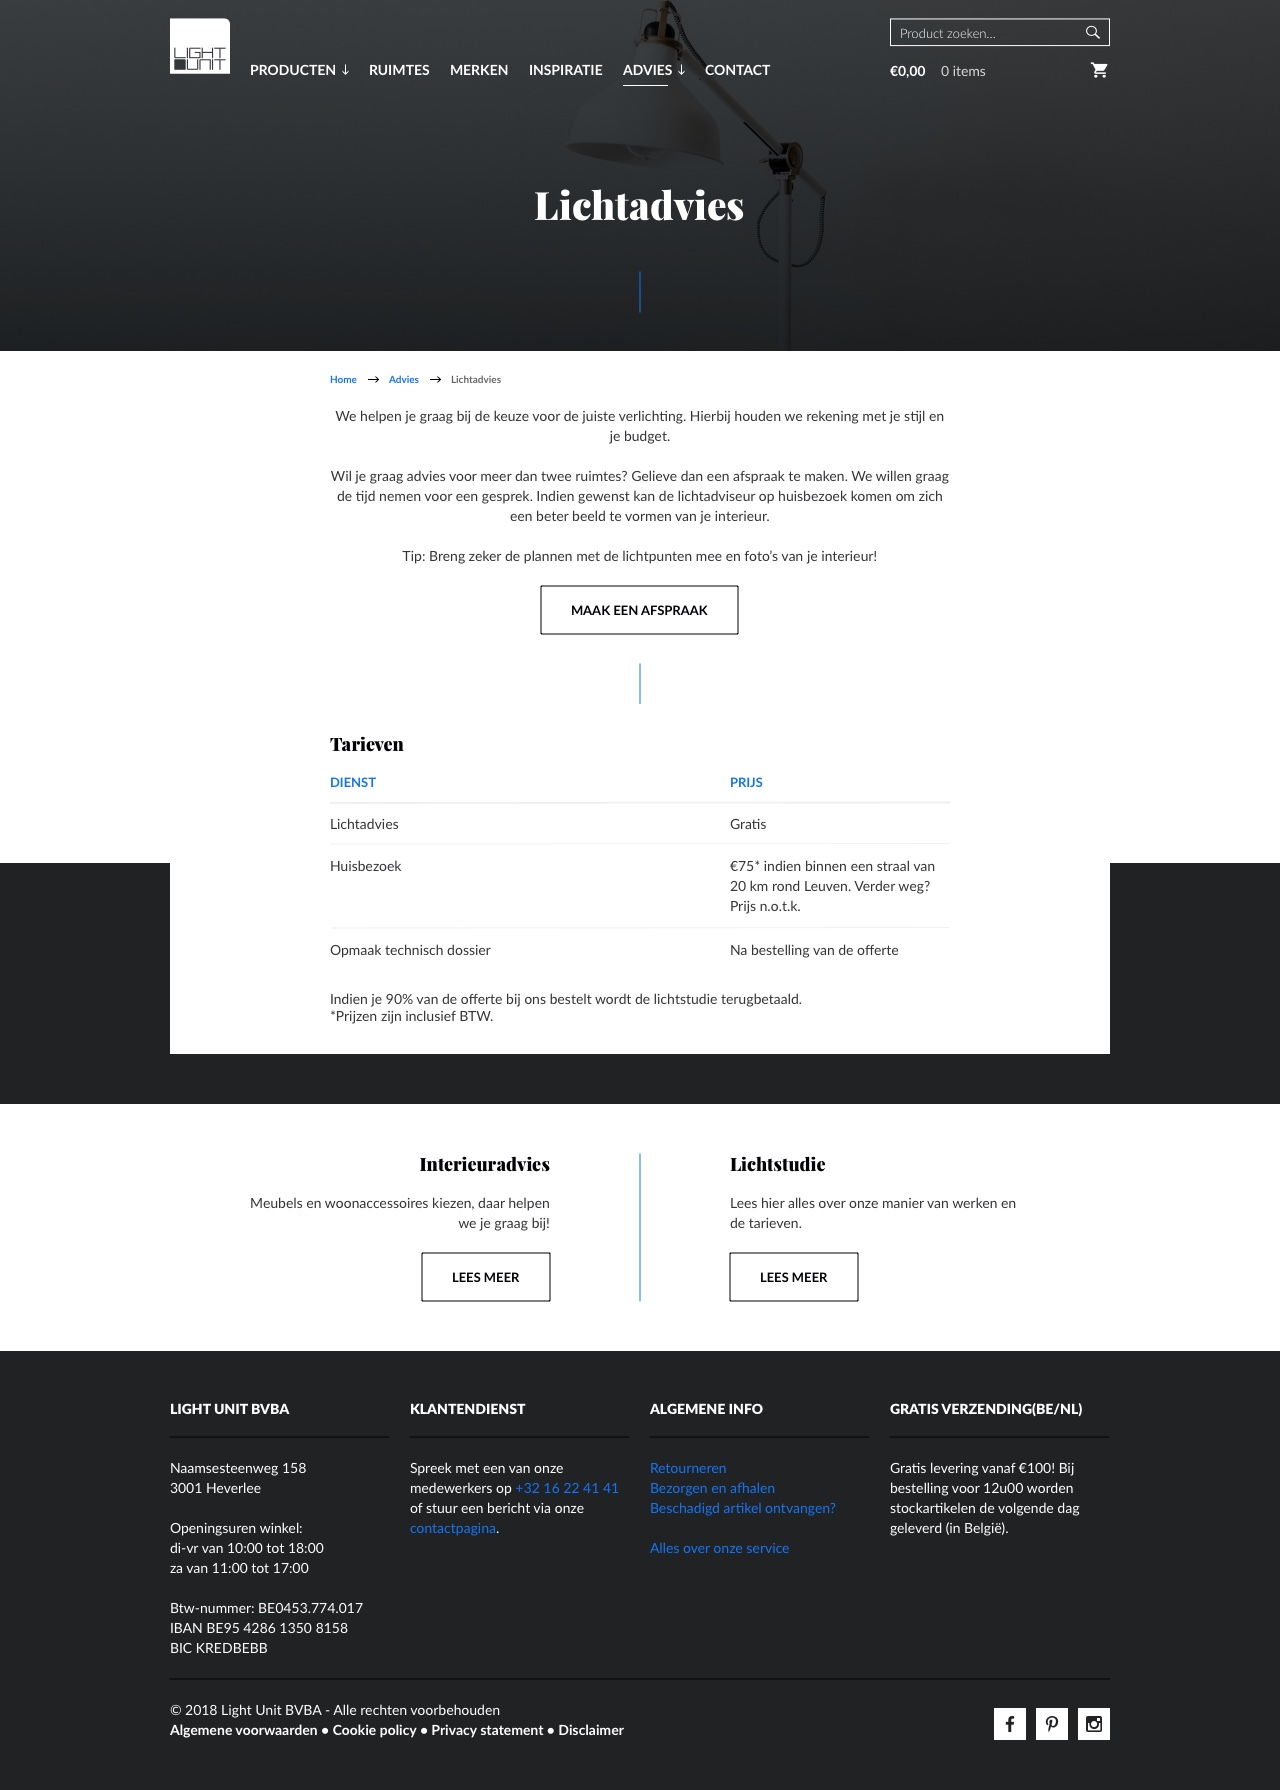 LIGHT
UNIT
Product zoeken...
PRODUCTEN ↓ RUIMTES MERKEN INSPIRATIE ADVIES ↓ CONTACT
€0,00 0 items
Lichtadvies
Home → Advies → Lichtadvies
We helpen je graag bij de keuze voor de juiste verlichting. Hierbij houden we rekening met je stijl en
je budget.
Wil je graag advies voor meer dan twee ruimtes? Gelieve dan een afspraak te maken. We willen graag
de tijd nemen voor een gesprek. Indien gewenst kan de lichtadviseur op huisbezoek komen om zich
een beter beeld te vormen van je interieur.
Tip: Breng zeker de plannen met de lichtpunten mee en foto's van je interieur!
MAAK EEN AFSPRAAK
Tarieven
DIENST PRIJS
Lichtadvies Gratis
Huisbezoek €75* indien binnen een straal van
20 km rond Leuven. Verder weg?
Prijs n.o.t.k.
Opmaak technisch dossier Na bestelling van de offerte
Indien je 90% van de offerte bij ons bestelt wordt de lichtstudie terugbetaald.
*Prijzen zijn inclusief BTW.
Interieuradvies
Meubels en woonaccessoires kiezen, daar helpen
we je graag bij!
LEES MEER
Lichtstudie
Lees hier alles over onze manier van werken en
de tarieven.
LEES MEER
LIGHT UNIT BVBA
Naamsesteenweg 158
3001 Heverlee
Openingsuren winkel:
di-vr van 10:00 tot 18:00
za van 11:00 tot 17:00
Btw-nummer: BE0453.774.017
IBAN BE95 4286 1350 8158
BIC KREDBEBB
KLANTENDIENST
Spreek met een van onze
medewerkers op +32 16 22 41 41
of stuur een bericht via onze
contactpagina.
ALGEMENE INFO
Retourneren
Bezorgen en afhalen
Beschadigd artikel ontvangen?
Alles over onze service
GRATIS VERZENDING(BE/NL)
Gratis levering vanaf €100! Bij
bestelling voor 12u00 worden
stockartikelen de volgende dag
geleverd (in België).
© 2018 Light Unit BVBA - Alle rechten voorbehouden
Algemene voorwaarden ● Cookie policy ● Privacy statement ● Disclaimer